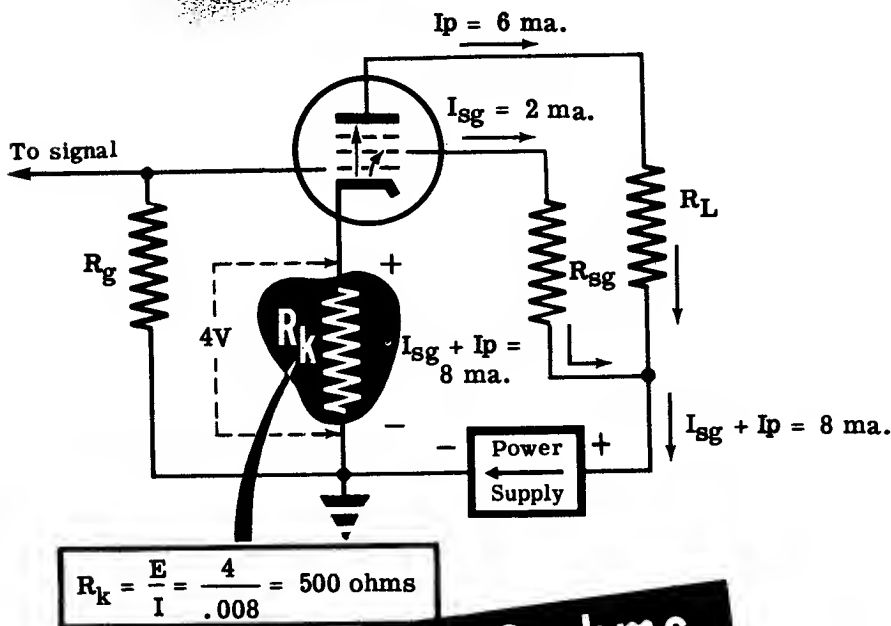 Ip = 6 ma.
Isg = 2 ma.
To signal
RL
Rg
Rsg
+
4V
Rk
Isg + Ip =
8 ma.
−
− Power +
Supply
Isg + Ip = 8 ma.
Rk = E/I = 4/.008 = 500 ohms